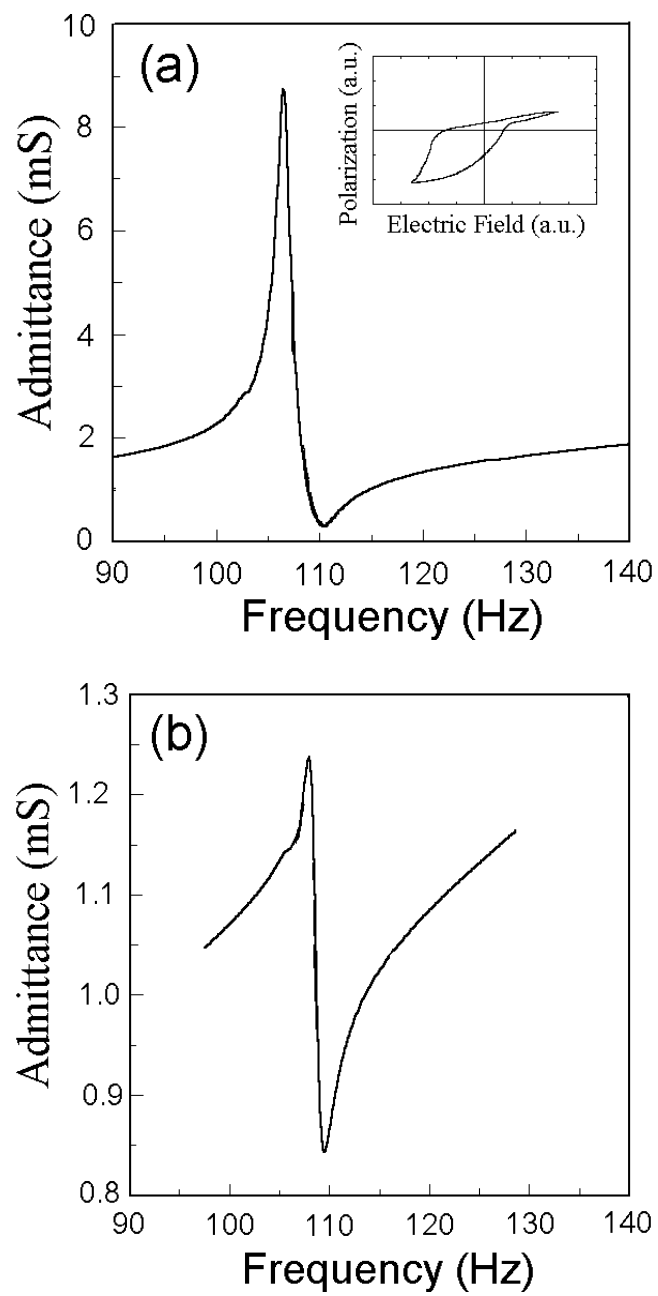 (a)
Admittance (mS)
10
8
6
4
2
0
90 100 110 120 130 140
Frequency (Hz)
Polarization (a.u.)
Electric Field (a.u.)
(b)
Admittance (mS)
1.3
1.2
1.1
1.0
0.9
0.8
90 100 110 120 130 140
Frequency (Hz)